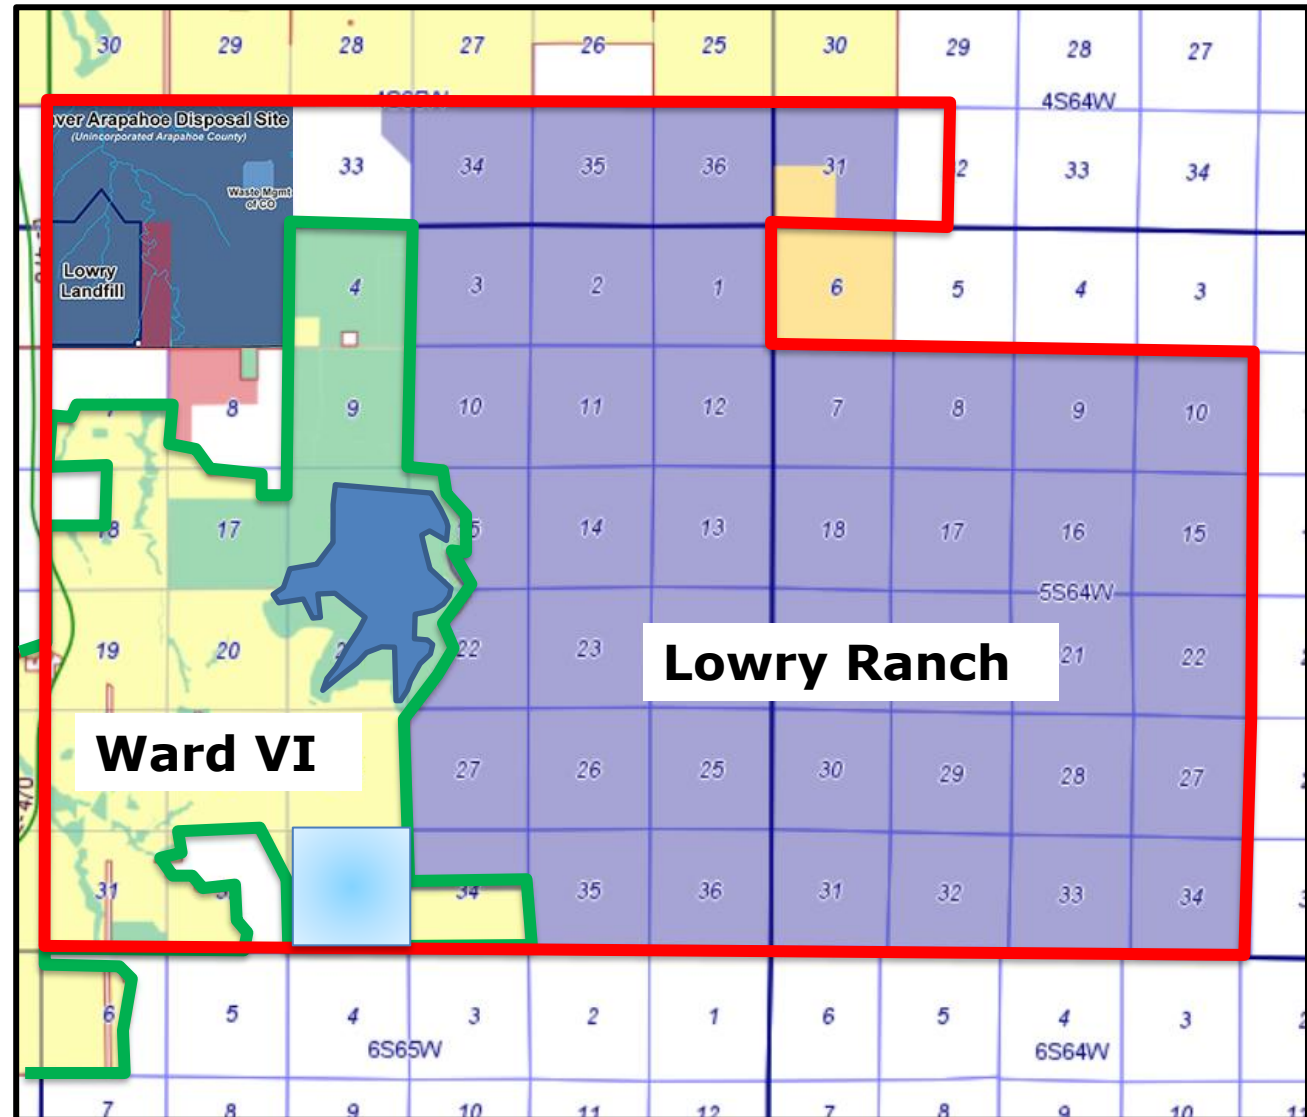 30 29 28 27 26 25 30 29 28 27
4S64W
ver Arapahoe Disposal Site
(Unincorporated Arapahoe County)
33 34 35 36 31 2 33 34
Waste Mgmt
of CO
Lowry
Landfill
4 3 2 1 6 5 4 3
8 9 10 11 12 7 8 9 10
17 14 13 18 17 16 15
5S64W
19 20 22 23 21 22
Lowry Ranch
Ward VI
27 26 25 30 29 28 27
31 34 35 36 31 32 33 34
6 5 4 3 2 1 6 5 4 3
6S65W 6S64W
7 8 9 10 11 12 7 8 9 10